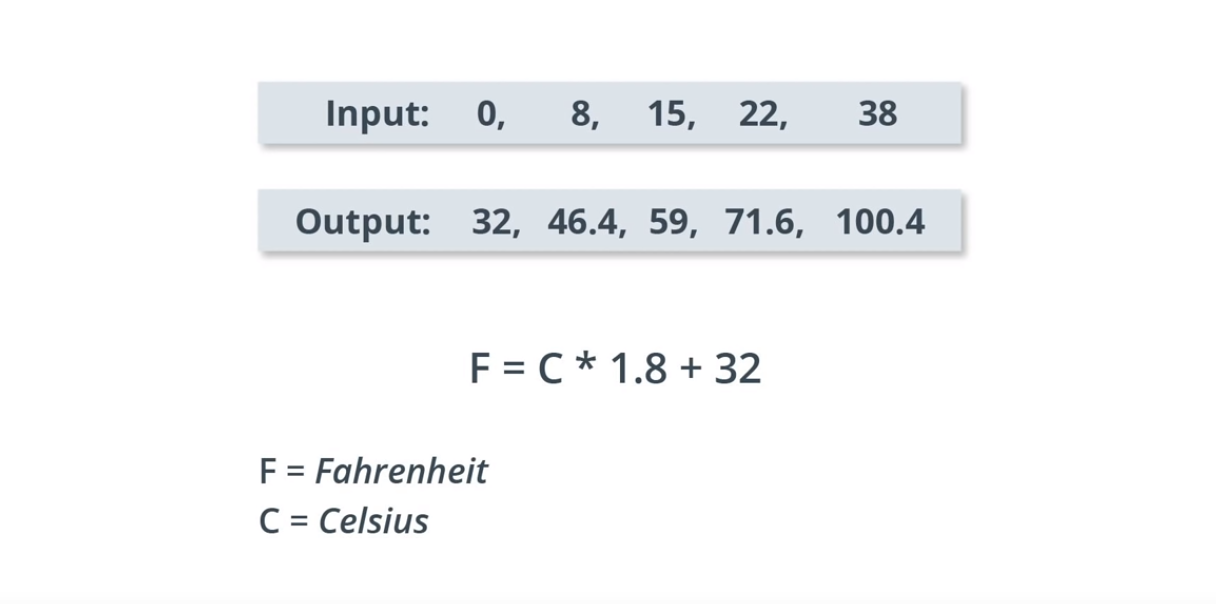 Input: 0, 8, 15, 22, 38
Output: 32, 46.4, 59, 71.6, 100.4
F = C * 1.8 + 32
F = Fahrenheit
C = Celsius